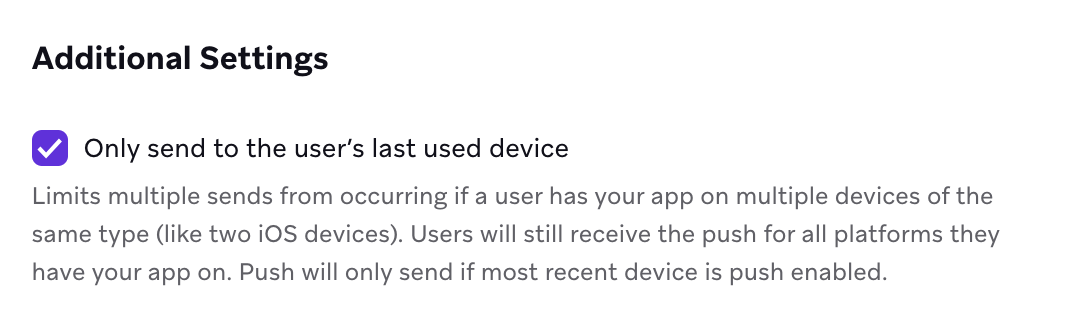 Additional Settings
Only send to the user's last used device
Limits multiple sends from occurring if a user has your app on multiple devices of the
same type (like two iOS devices). Users will still receive the push for all platforms they
have your app on. Push will only send if most recent device is push enabled.